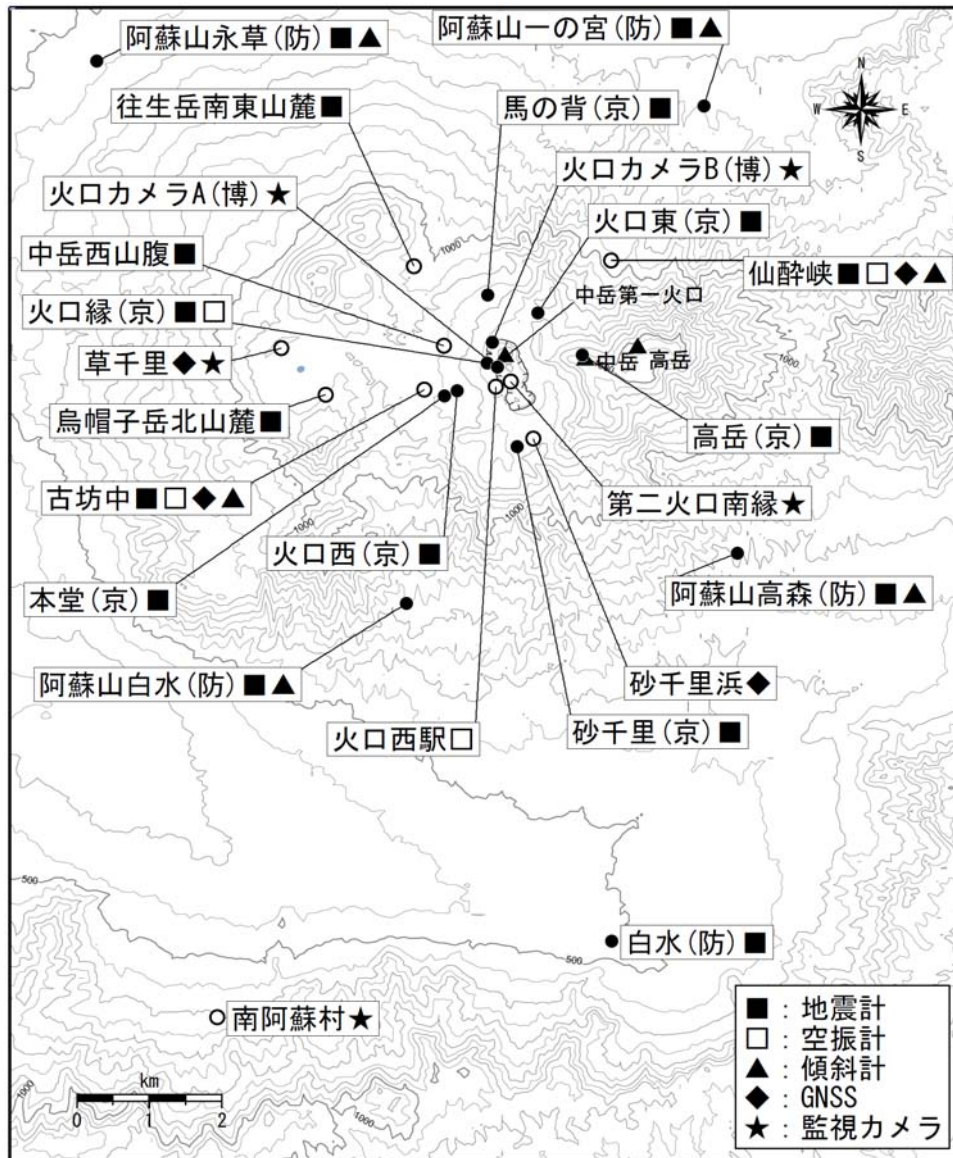 阿蘇山永草(防)■▲
阿蘇山一の宮(防)■▲
N
W
E
S
往生岳南東山麓■
馬の背(京)■
火口カメラB(博)★
火口カメラA(博)★
火口東(京)■
中岳西山腹■
仙酔峡■□◆▲
中岳第一火口
火口縁(京)■□
草千里◆★
中岳
高岳
烏帽子岳北山麓■
高岳(京)■
古坊中■□◆▲
第二火口南縁★
火口西(京)■
本堂(京)■
阿蘇山高森(防)■▲
阿蘇山白水(防)■▲
砂千里浜◆
火口西駅□
砂千里(京)■
1000
1000
1000
1000
500
500
白水(防)■
南阿蘇村★
1000
km
0
1
2
■：地震計
□：空振計
▲：傾斜計
◆：GNSS
★：監視カメラ